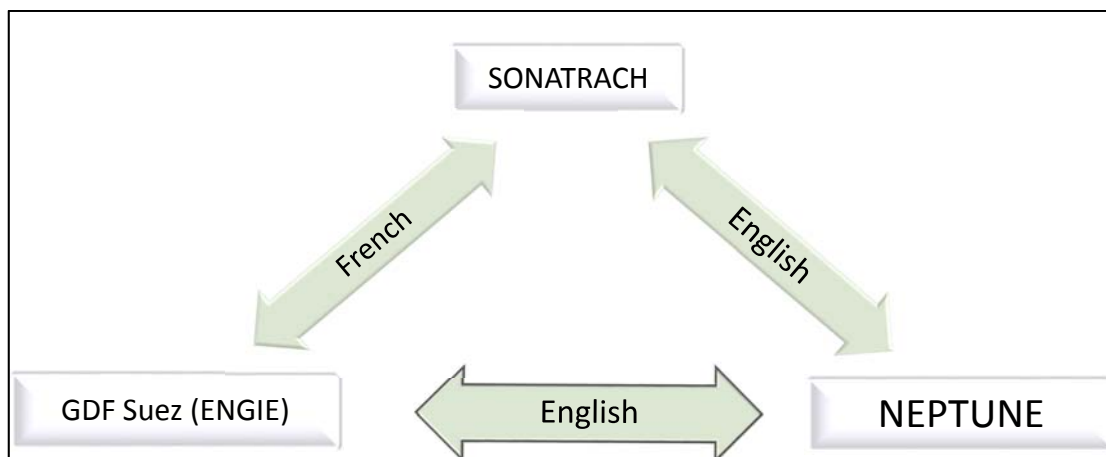 SONATRACH
French
English
GDF Suez (ENGIE)
English
NEPTUNE